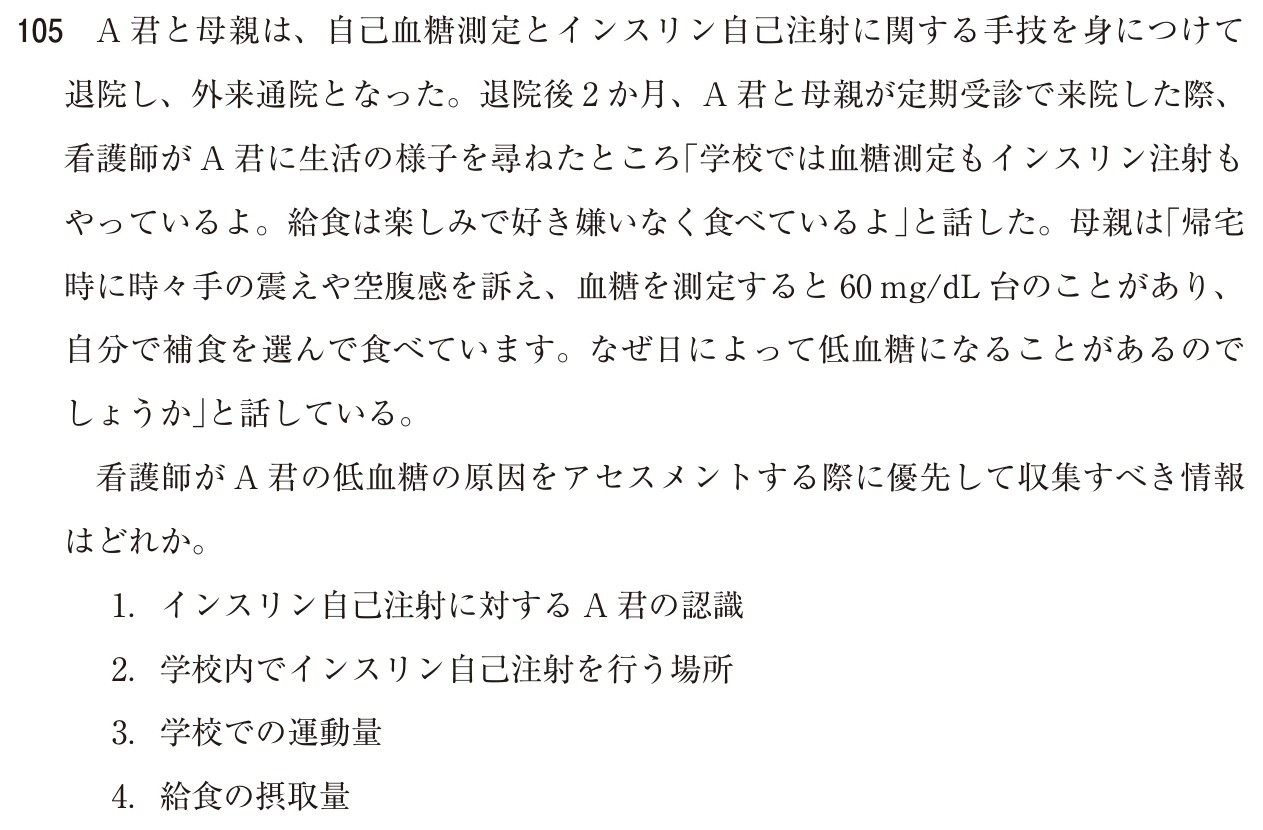 105 A 君と母親は、自己血糖測定とインスリン自己注射に関する手技を身につけて
退院し、外来通院となった。退院後 2 か月、A 君と母親が定期受診で来院した際、
看護師が A 君に生活の様子を尋ねたところ「学校では血糖測定もインスリン注射も
やっているよ。給食は楽しみで好き嫌いなく食べているよ」と話した。母親は「帰宅
時に時々手の震えや空腹感を訴え、血糖を測定すると 60 mg/dL 台のことがあり、
自分で補食を選んで食べています。なぜ日によって低血糖になることがあるので
しょうか」と話している。
看護師が A 君の低血糖の原因をアセスメントする際に優先して収集すべき情報
はどれか。
1. インスリン自己注射に対する A 君の認識
2. 学校内でインスリン自己注射を行う場所
3. 学校での運動量
4. 給食の摂取量